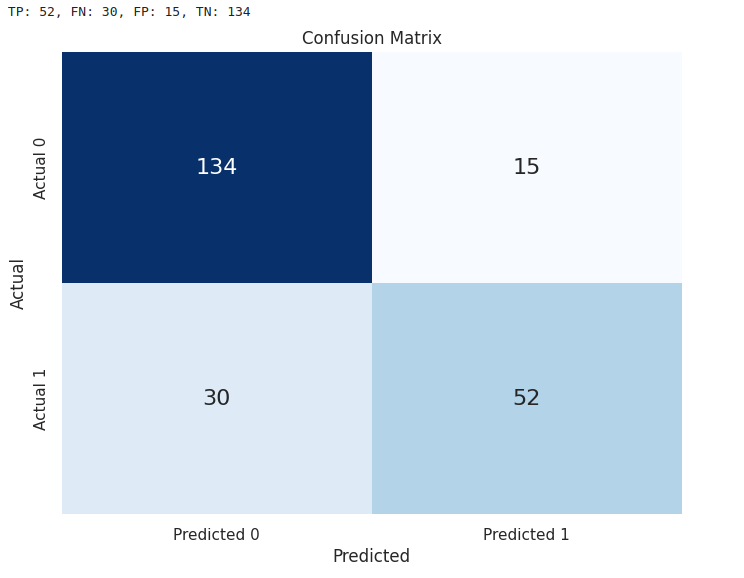 TP: 52, FN: 30, FP: 15, TN: 134
Confusion Matrix
Actual 0
134
15
Actual
Actual 1
30
52
Predicted 0
Predicted 1
Predicted